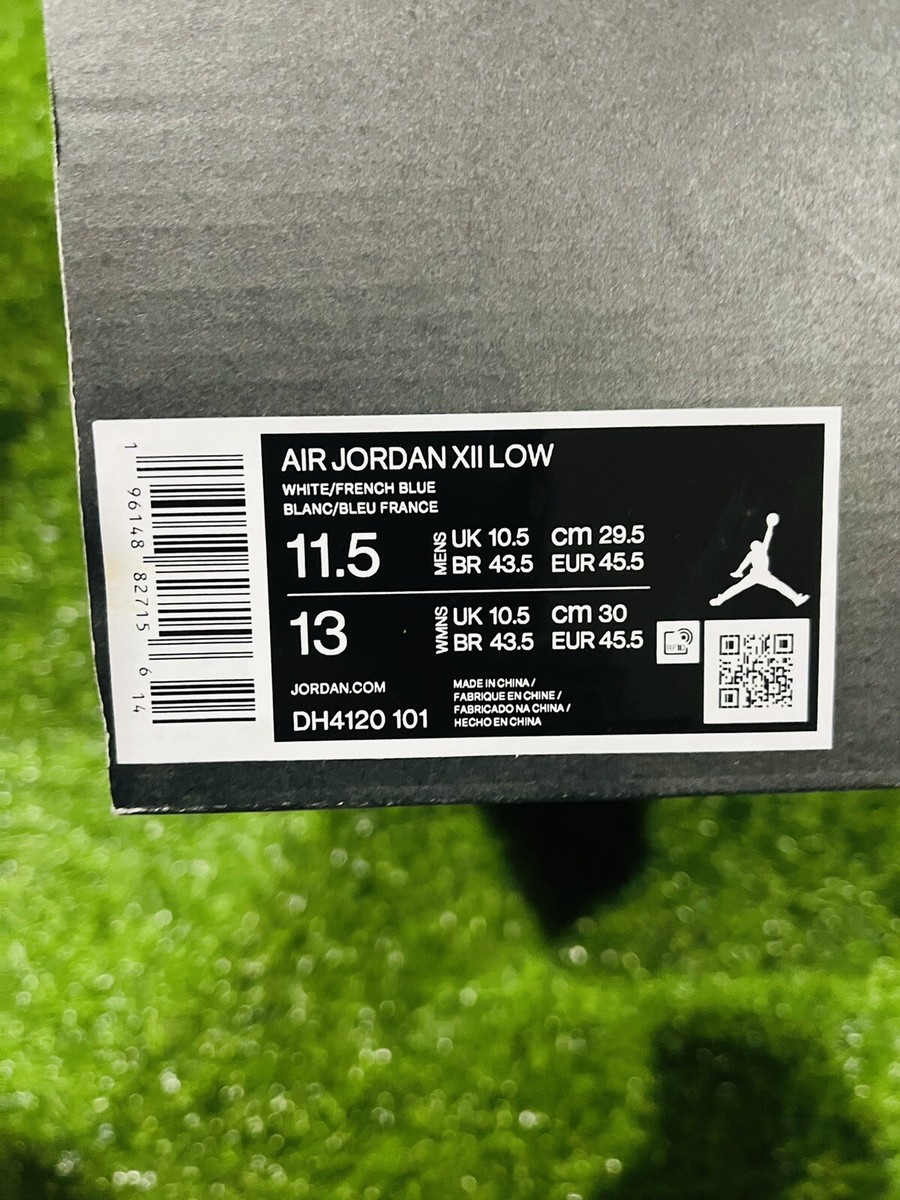 1 96148 82715 6 14
AIR JORDAN XII LOW
WHITE/FRENCH BLUE
BLANC/BLEU FRANCE
11.5 MENS UK 10.5 cm 29.5
BR 43.5 EUR 45.5
13 WMNS UK 10.5 cm 30
BR 43.5 EUR 45.5
RFID
JORDAN.COM
DH4120 101
MADE IN CHINA /
FABRIQUE EN CHINE /
FABRICADO NA CHINA /
HECHO EN CHINA